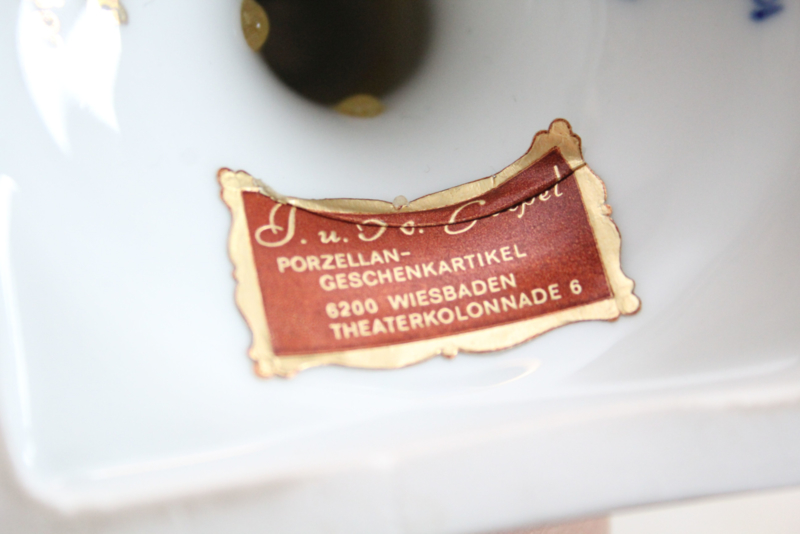 J. u.
PORZELLAN-
GESCHENKARTIKEL
6200 WIESBADEN
THEATERKOLONNADE 6